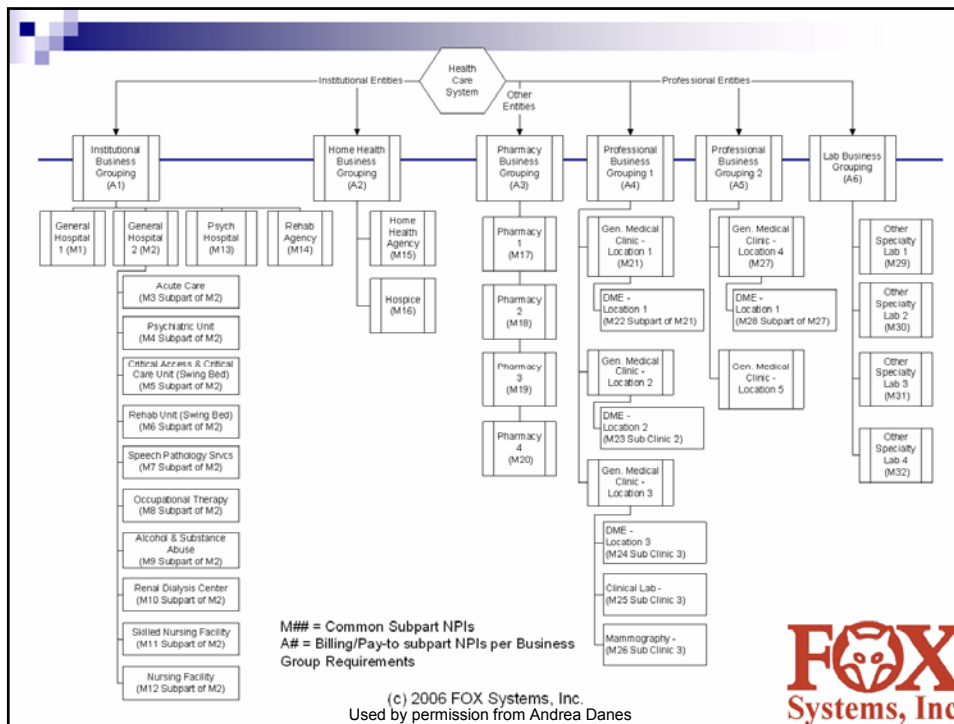 Health
Care
System
Institutional Entities
Other
Entities
Professional Entities
Institutional
Business
Grouping
(A1)
Home Health
Business
Grouping
(A2)
Pharmacy
Business
Grouping
(A3)
Professional
Business
Grouping 1
(A4)
Professional
Business
Grouping 2
(A5)
Lab Business
Grouping
(A6)
General
Hospital
1 (M1)
General
Hospital
2 (M2)
Psych
Hospital
(M13)
Rehab
Agency
(M14)
Acute Care
(M3 Subpart of M2)
Psychiatric Unit
(M4 Subpart of M2)
Critical Access & Critical
Care Unit (Swing Bed)
(M5 Subpart of M2)
Rehab Unit (Swing Bed)
(M6 Subpart of M2)
Speech Pathology Srvcs
(M7 Subpart of M2)
Occupational Therapy
(M8 Subpart of M2)
Alcohol & Substance
Abuse
(M9 Subpart of M2)
Renal Dialysis Center
(M10 Subpart of M2)
Skilled Nursing Facility
(M11 Subpart of M2)
Nursing Facility
(M12 Subpart of M2)
Home
Health
Agency
(M15)
Hospice
(M16)
Pharmacy
1
(M17)
Pharmacy
2
(M18)
Pharmacy
3
(M19)
Pharmacy
4
(M20)
Gen. Medical
Clinic -
Location 1
(M21)
DME -
Location 1
(M22 Subpart of M21)
Gen. Medical
Clinic -
Location 2
DME -
Location 2
(M23 Sub Clinic 2)
Gen. Medical
Clinic -
Location 3
DME -
Location 3
(M24 Sub Clinic 3)
Clinical Lab -
(M25 Sub Clinic 3)
Mammography -
(M26 Sub Clinic 3)
Gen. Medical
Clinic -
Location 4
(M27)
DME -
Location 1
(M28 Subpart of M27)
Gen. Medical
Clinic -
Location 5
Other
Specialty
Lab 1
(M29)
Other
Specialty
Lab 2
(M30)
Other
Specialty
Lab 3
(M31)
Other
Specialty
Lab 4
(M32)
M## = Common Subpart NPIs
A# = Billing/Pay-to subpart NPIs per Business
Group Requirements
(c) 2006 FOX Systems, Inc.
Used by permission from Andrea Danes
FOX
Systems, Inc